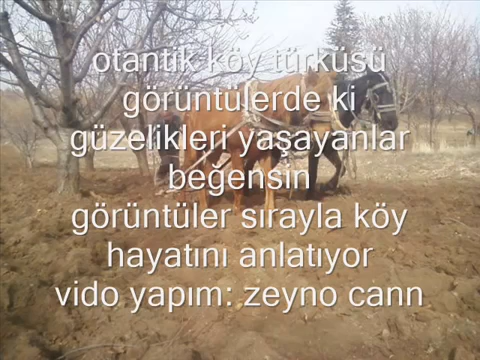 otantik köy türküsü
görüntülerde ki
güzelikleri yaşayanlar
beğensin
görüntüler sırayla köy
hayatını anlatıyor
vido yapım: zeyno cann